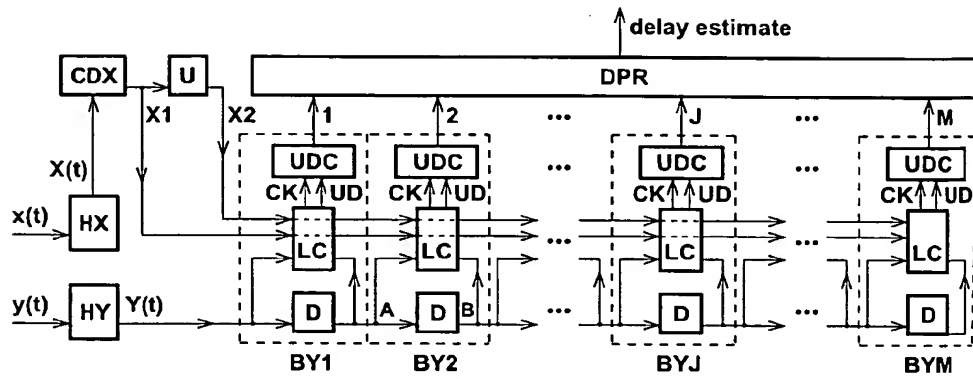 delay estimate
CDX U DPR
X1 X2 1 2 ... J ... M
X(t) UDC UDC ... UDC ... UDC
CK UD CK UD CK UD CK UD
x(t) HX LC LC ... LC ... LC
y(t) HY Y(t) D A D B ... D ... D
BY1 BY2 BYJ BYM